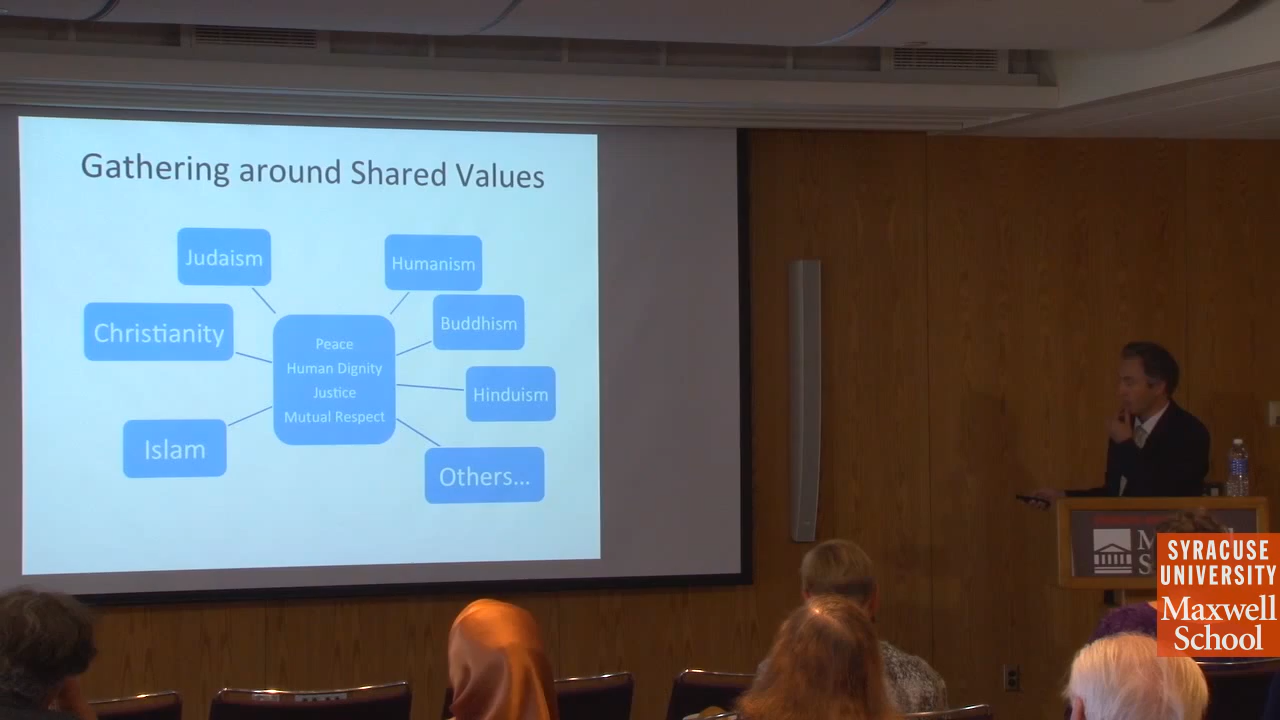 Gathering around Shared Values
Judaism
Humanism
Christianity
Buddhism
Peace
Human Dignity
Justice
Mutual Respect
Hinduism
Islam
Others...
SYRACUSE
UNIVERSITY
Maxwell
School